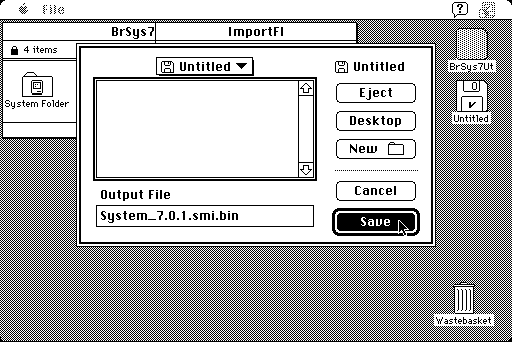 File
BrSys7
ImportFl
4 items
System Folder
Untitled
Untitled
Eject
Desktop
New
Cancel
Save
Output File
System_7.0.1.smi.bin
BrSys7Ut
Untitled
Wastebasket